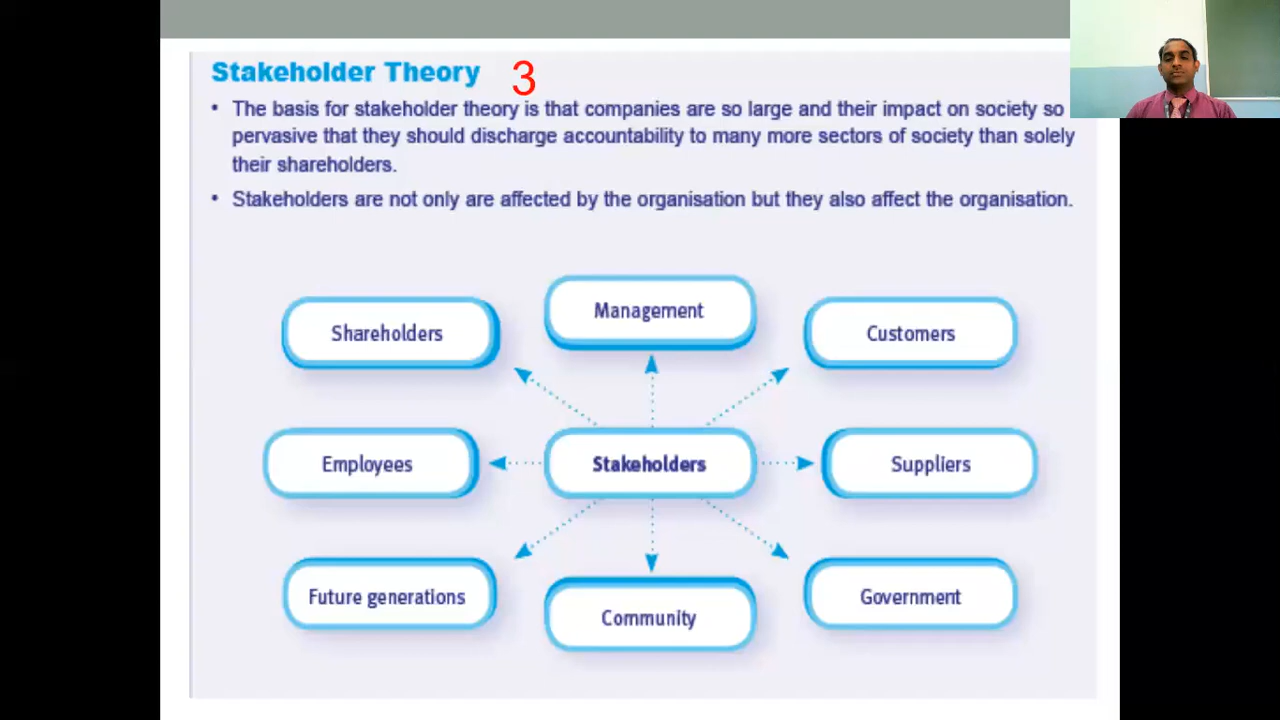 Stakeholder Theory 3
• The basis for stakeholder theory is that companies are so large and their impact on society so
pervasive that they should discharge accountability to many more sectors of society than solely
their shareholders.
• Stakeholders are not only are affected by the organisation but they also affect the organisation.
Management
Shareholders
Customers
Employees
Stakeholders
Suppliers
Future generations
Community
Government